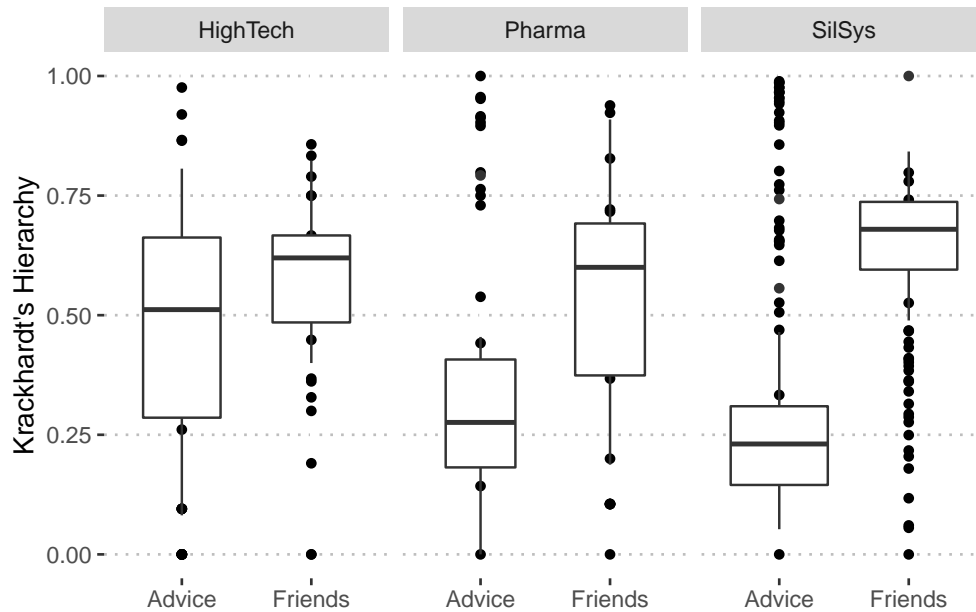 HighTech Pharma SilSys
Krackhardt's Hierarchy
1.00
0.75
0.50
0.25
0.00
Advice Friends Advice Friends Advice Friends